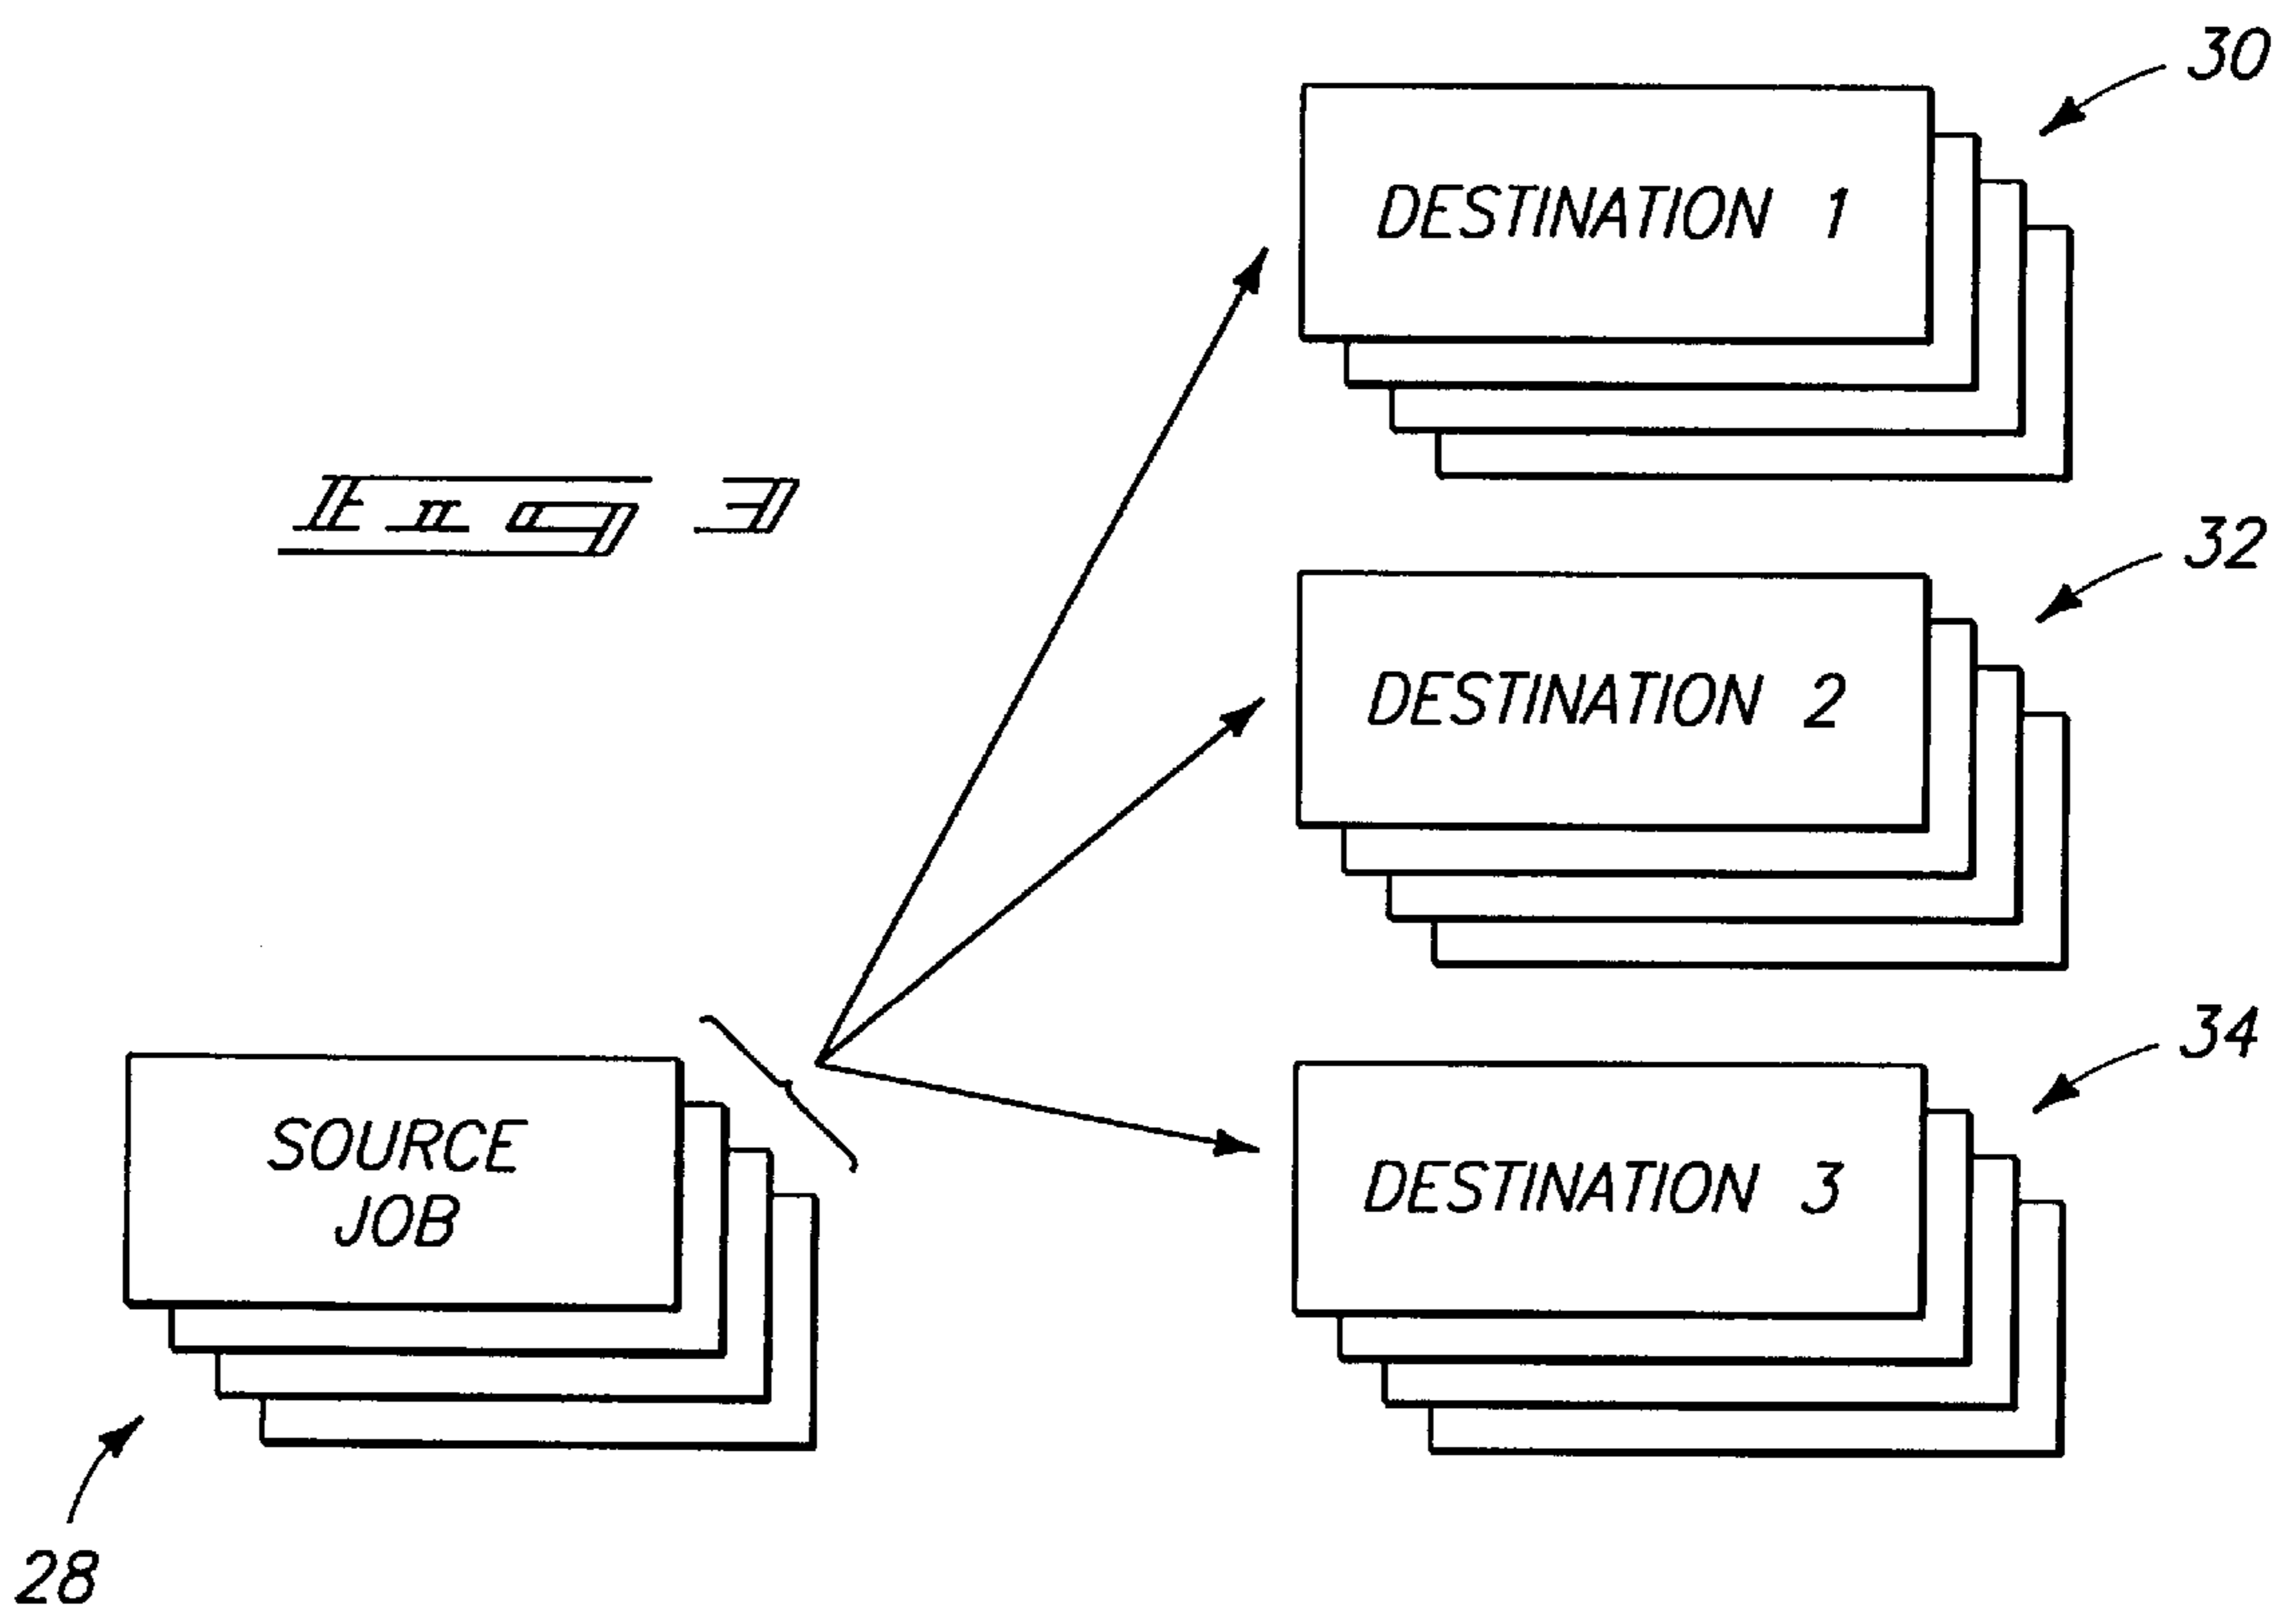 30
DESTINATION 1
Fig 3
32
DESTINATION 2
34
SOURCE
JOB
DESTINATION 3
28